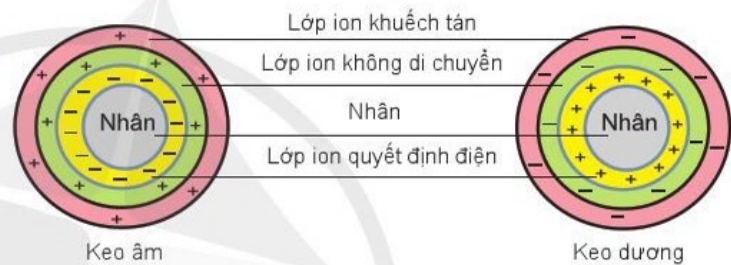 Lớp ion khuếch tán
Lớp ion không di chuyển
Nhân
Nhân
Nhân
Lớp ion quyết định điện
Keo âm
Keo dương